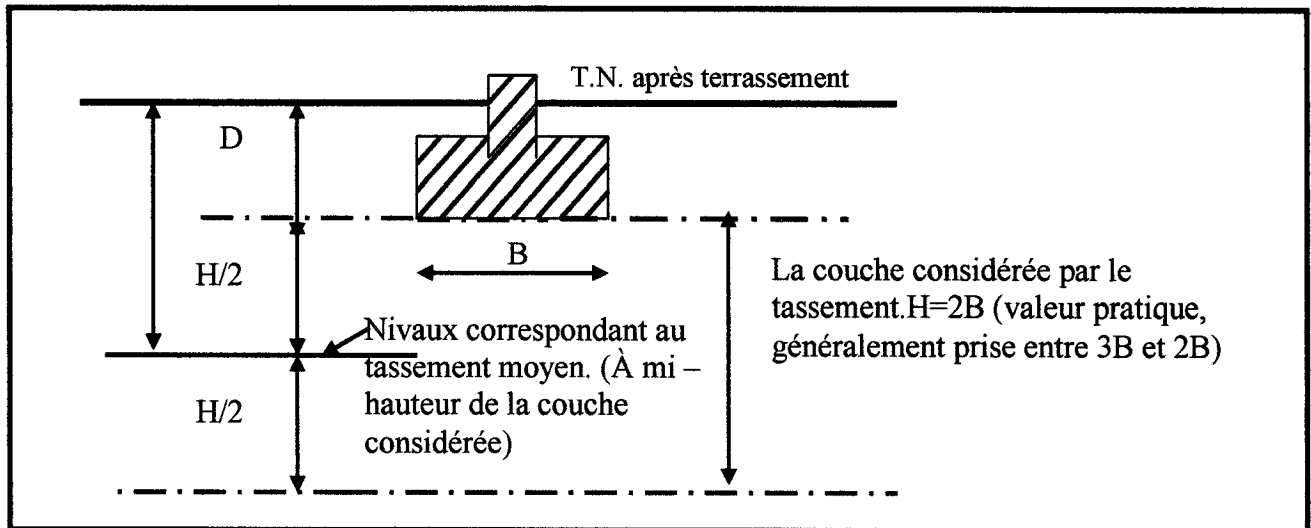 T.N. après terrassement
D
B
H/2
La couche considérée par le
tassement.H=2B (valeur pratique,
généralement prise entre 3B et 2B)
Nivaux correspondant au
tassement moyen. (À mi –
hauteur de la couche
considérée)
H/2